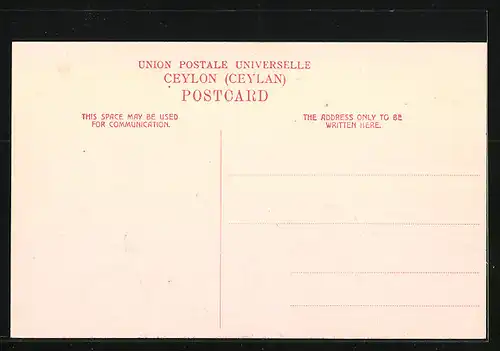 UNION POSTALE UNIVERSELLE
CEYLON (CEYLAN)
POSTCARD
THIS SPACE MAY BE USED
FOR COMMUNICATION.
THE ADDRESS ONLY TO BE
WRITTEN HERE.